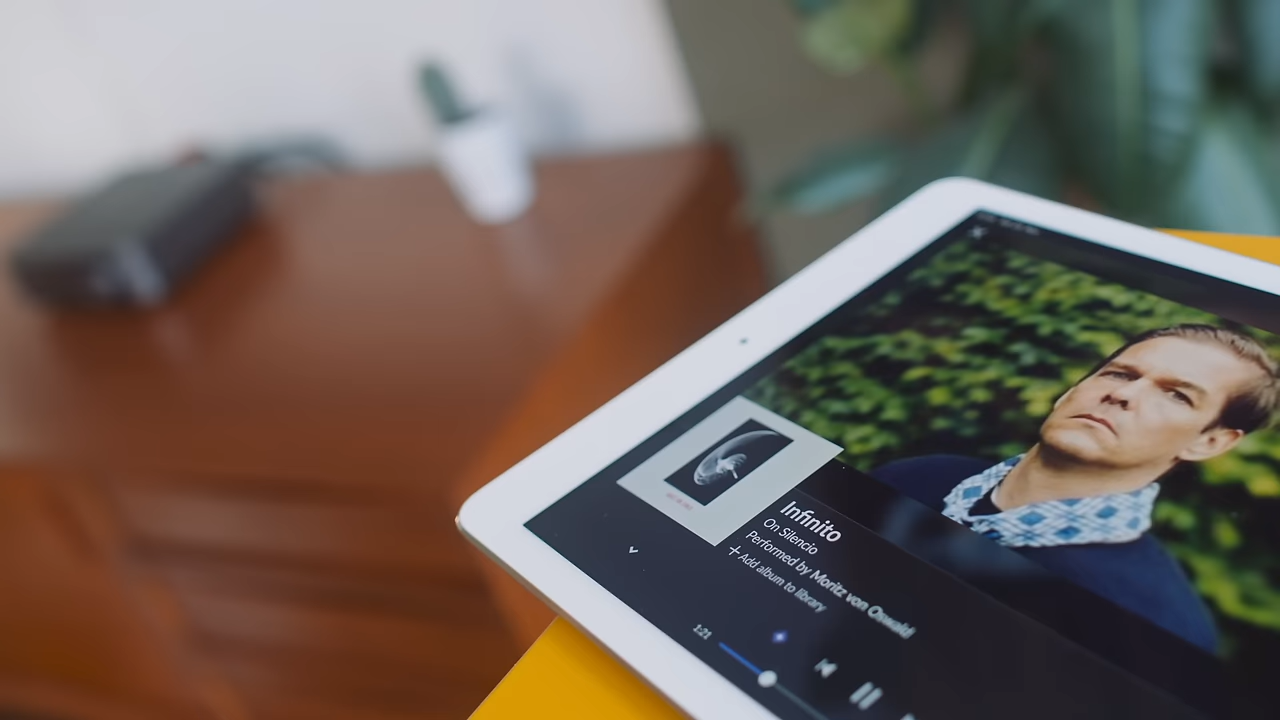 Infinito
On Silencio
Performed by Moritz von Oswald
+ Add album to library
1:21